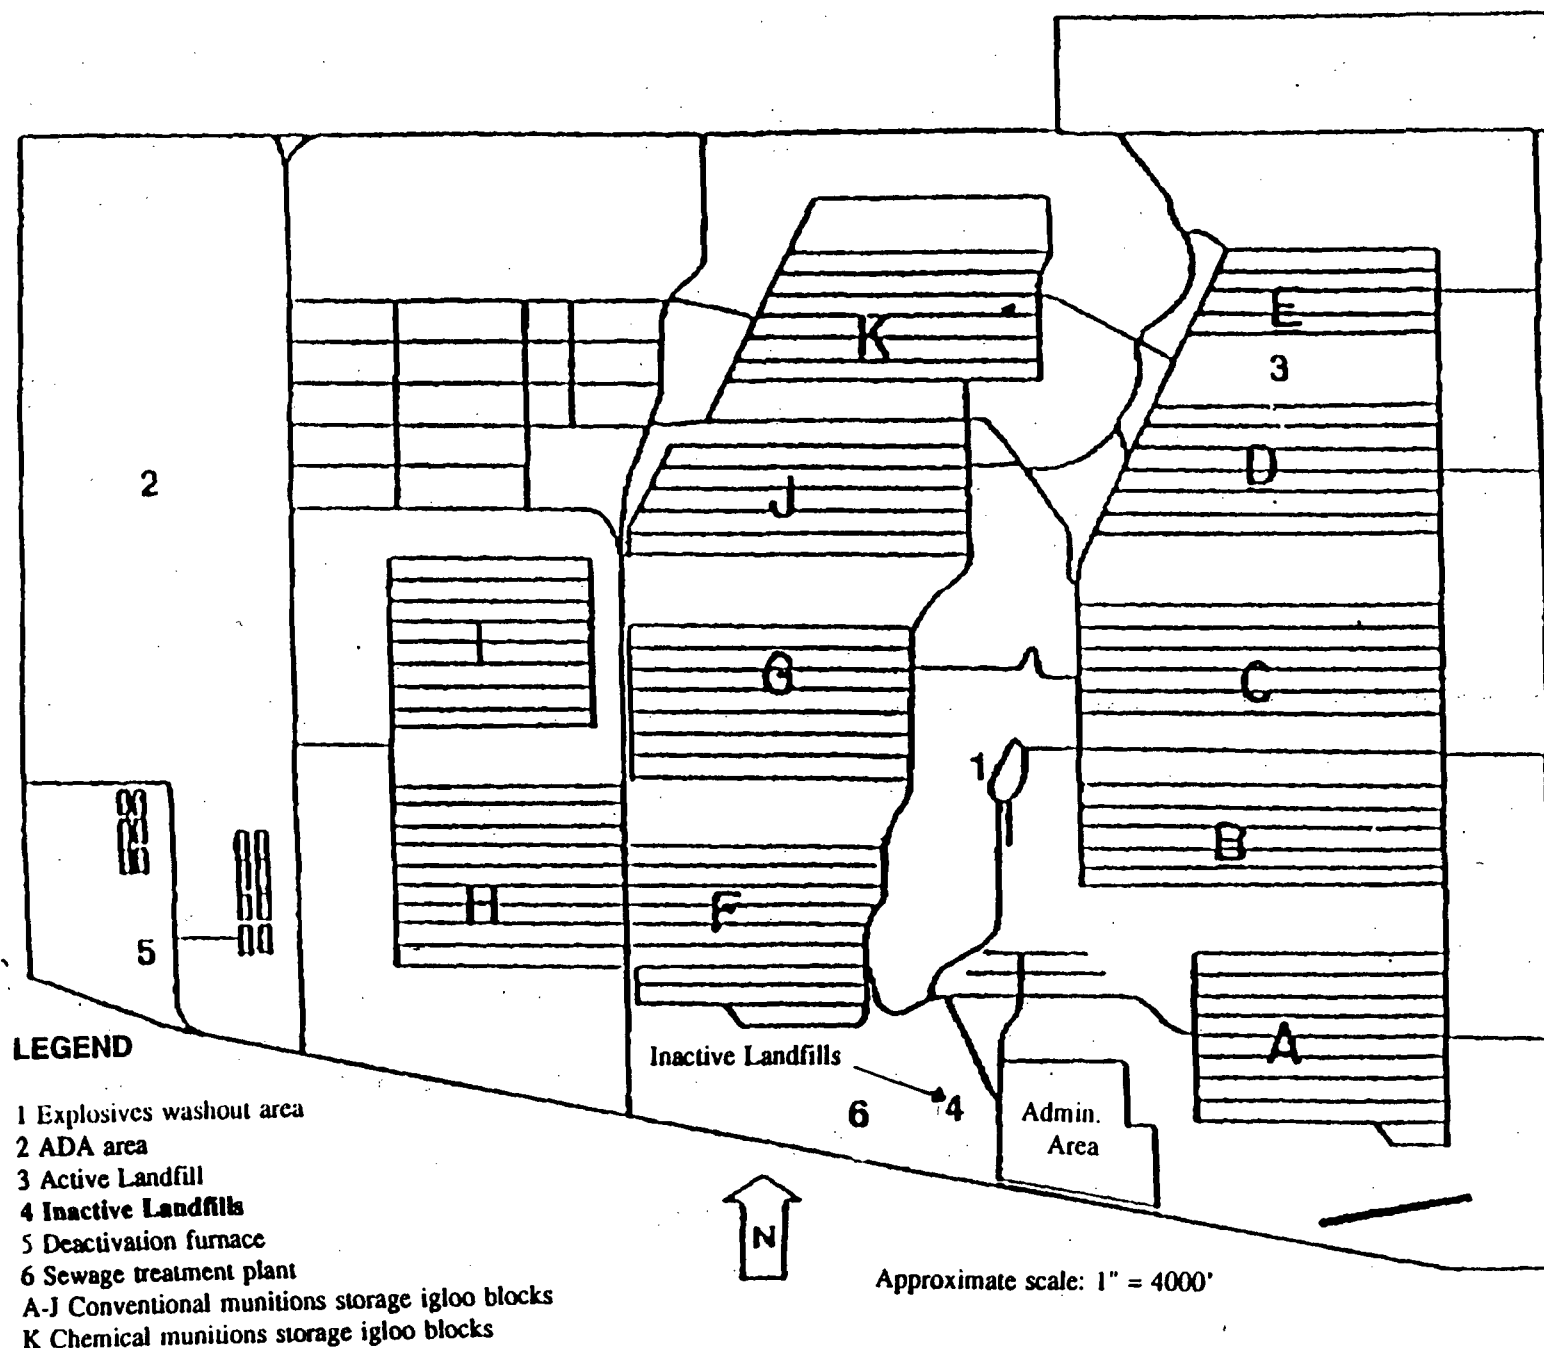 K
E
3
2
D
J
I
G
C
1
B
H
F
5
A
LEGEND
Inactive Landfills
6
4
Admin.
Area
1 Explosives washout area
2 ADA area
3 Active Landfill
4 Inactive Landfills
5 Deactivation furnace
6 Sewage treatment plant
A-J Conventional munitions storage igloo blocks
K Chemical munitions storage igloo blocks
N
Approximate scale: 1" = 4000'